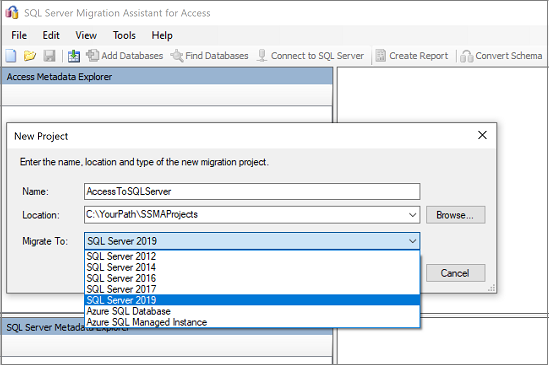 SQL Server Migration Assistant for Access
File Edit View Tools Help
Add Databases Find Databases Connect to SQL Server Create Report Convert Schema
Access Metadata Explorer
New Project
Enter the name, location and type of the new migration project.
Name: AccessToSQLServer
Location: C:\YourPath\SSMAProjects Browse...
Migrate To: SQL Server 2019
SQL Server 2012
SQL Server 2014
SQL Server 2016
SQL Server 2017
SQL Server 2019
Cancel
Azure SQL Database
Azure SQL Managed Instance
SQL Server Metadata Explorer